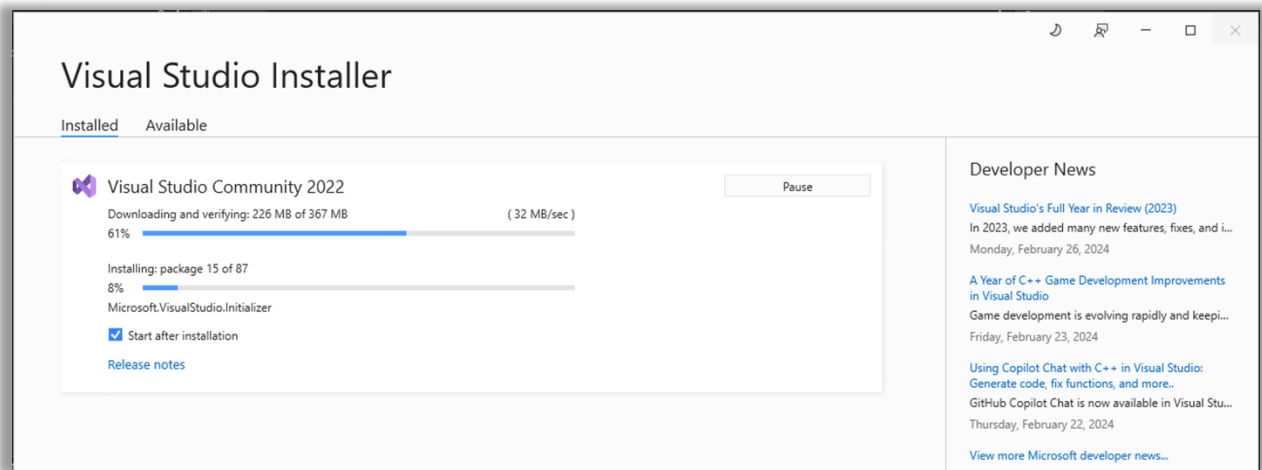 Visual Studio Installer
Installed
Available
Visual Studio Community 2022
Pause
Downloading and verifying: 226 MB of 367 MB
( 32 MB/sec )
61%
Installing: package 15 of 87
8%
Microsoft.VisualStudio.Initializer
Start after installation
Release notes
Developer News
Visual Studio's Full Year in Review (2023)
In 2023, we added many new features, fixes, and i...
Monday, February 26, 2024
A Year of C++ Game Development Improvements
in Visual Studio
Game development is evolving rapidly and keepi...
Friday, February 23, 2024
Using Copilot Chat with C++ in Visual Studio:
Generate code, fix functions, and more..
GitHub Copilot Chat is now available in Visual Stu...
Thursday, February 22, 2024
View more Microsoft developer news...